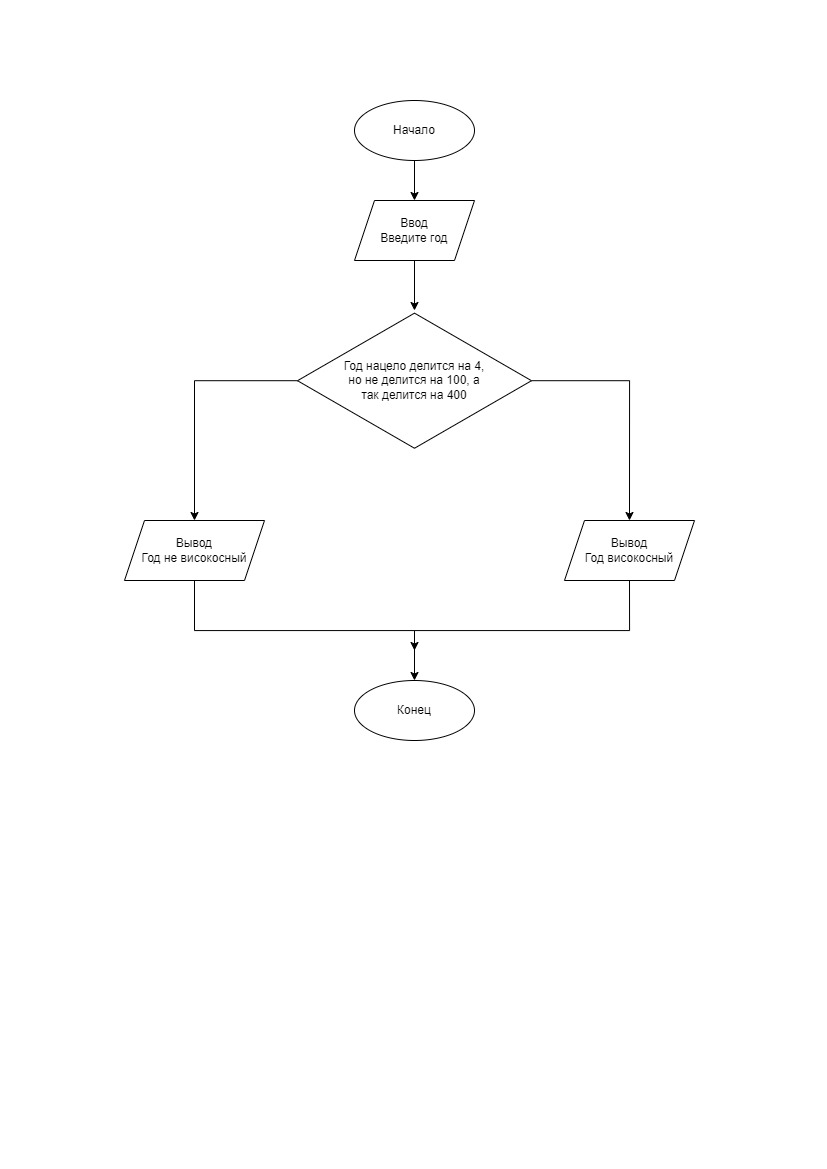 Начало
Ввод
Введите год
Год нацело делится на 4,
но не делится на 100, а
так делится на 400
Вывод
Год не високосный
Вывод
Год високосный
Конец